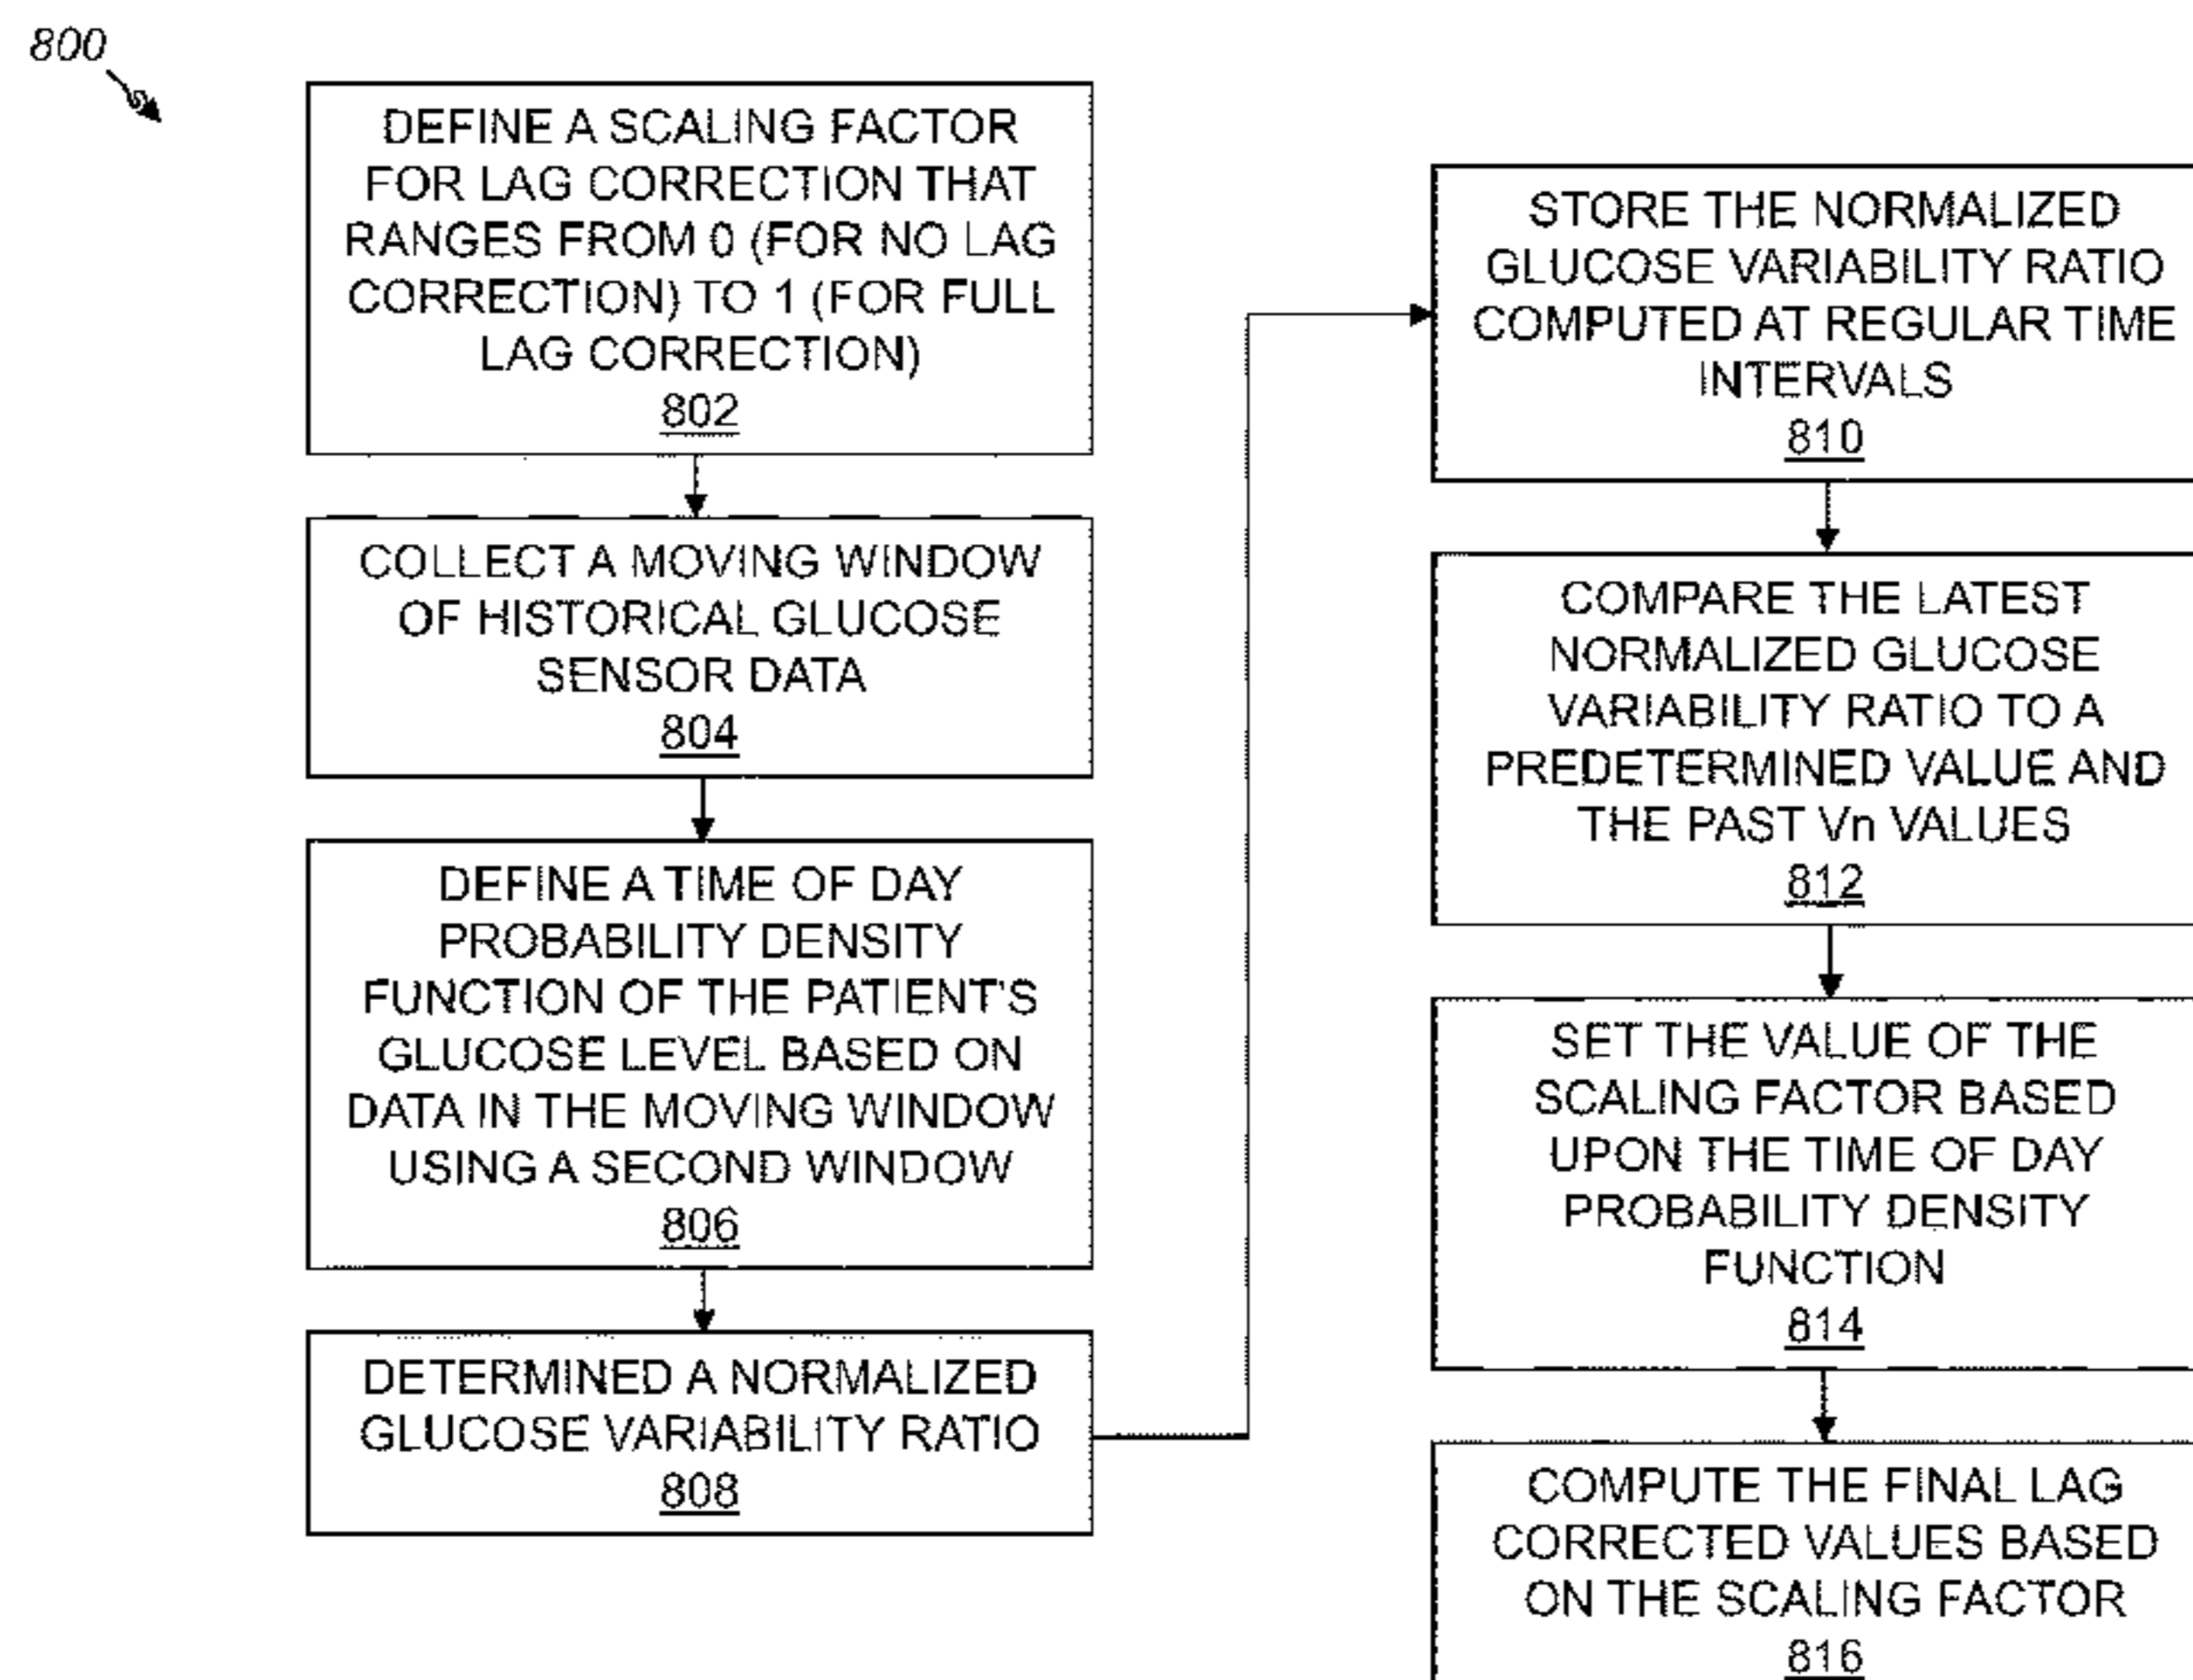 800
DEFINE A SCALING FACTOR
FOR LAG CORRECTION THAT
RANGES FROM 0 (FOR NO LAG
CORRECTION) TO 1 (FOR FULL
LAG CORRECTION)
802
COLLECT A MOVING WINDOW
OF HISTORICAL GLUCOSE
SENSOR DATA
804
DEFINE A TIME OF DAY
PROBABILITY DENSITY
FUNCTION OF THE PATIENT'S
GLUCOSE LEVEL BASED ON
DATA IN THE MOVING WINDOW
USING A SECOND WINDOW
806
DETERMINED A NORMALIZED
GLUCOSE VARIABILITY RATIO
808
STORE THE NORMALIZED
GLUCOSE VARIABILITY RATIO
COMPUTED AT REGULAR TIME
INTERVALS
810
COMPARE THE LATEST
NORMALIZED GLUCOSE
VARIABILITY RATIO TO A
PREDETERMINED VALUE AND
THE PAST Vn VALUES
812
SET THE VALUE OF THE
SCALING FACTOR BASED
UPON THE TIME OF DAY
PROBABILITY DENSITY
FUNCTION
814
COMPUTE THE FINAL LAG
CORRECTED VALUES BASED
ON THE SCALING FACTOR
816